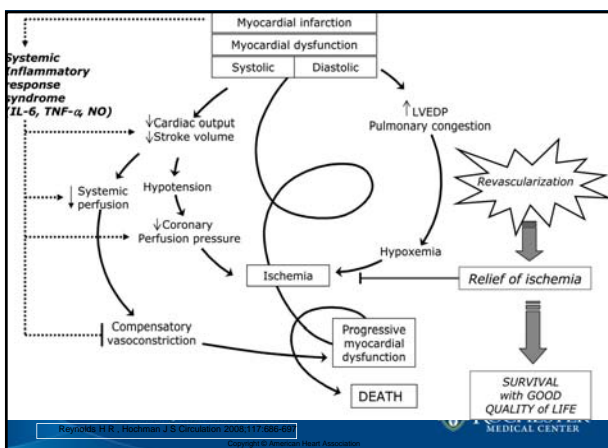 Myocardial infarction
Myocardial dysfunction
Systolic
Diastolic
Systemic
Inflammatory
response
syndrome
(IL-6, TNF-α, NO)
↓Cardiac output
↓Stroke volume
↑ LVEDP
Pulmonary congestion
Revascularization
↓ Systemic
perfusion
Hypotension
↓Coronary
Perfusion pressure
Hypoxemia
Ischemia
Relief of ischemia
Compensatory
vasoconstriction
Progressive
myocardial
dysfunction
DEATH
SURVIVAL
with GOOD
QUALITY of LIFE
MEDICAL CENTER
Reynolds H R , Hochman J S Circulation 2008;117:686-697
Copyright © American Heart Association